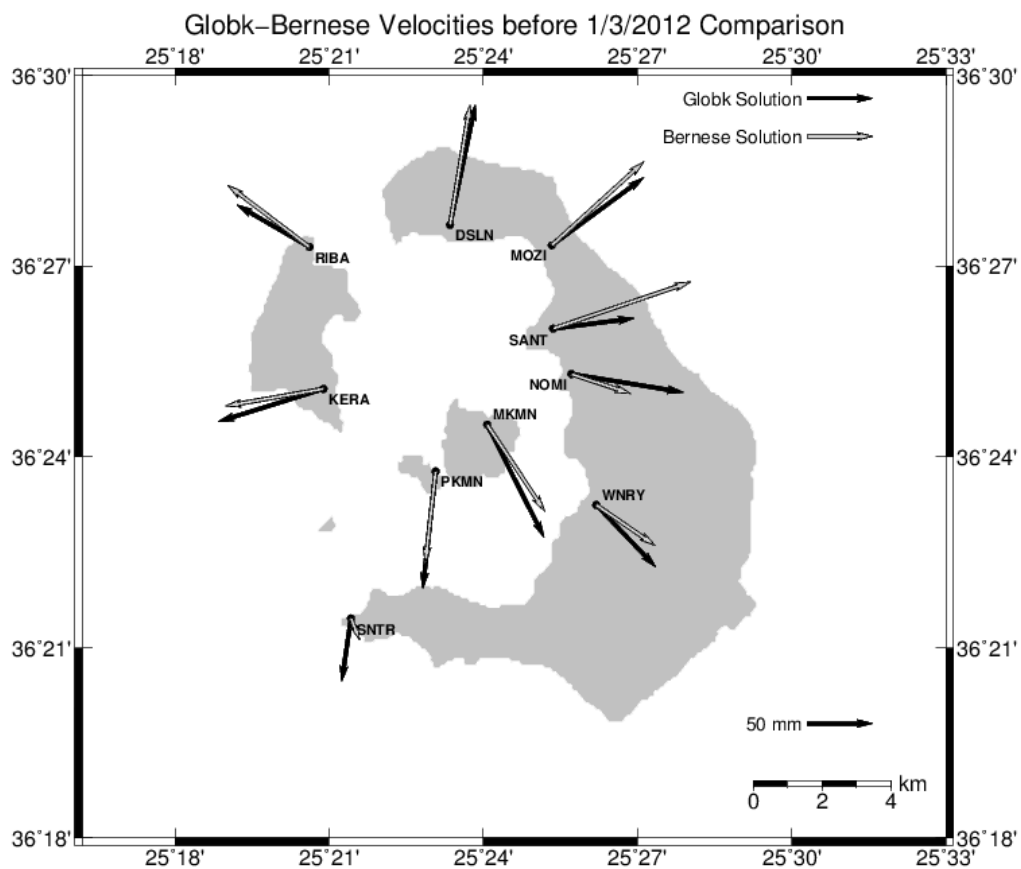 Globk−Bernese Velocities before 1/3/2012 Comparison
25˚18' 25˚21' 25˚24' 25˚27' 25˚30' 25˚33'
36˚30' 36˚30'
Globk Solution
Bernese Solution
DSLN
MOZI
RIBA
36˚27' 36˚27'
SANT
NOMI
KERA
MKMN
36˚24' 36˚24'
PKMN
WNRY
SNTR
36˚21' 36˚21'
50 mm
km
0 2 4
36˚18' 36˚18'
25˚18' 25˚21' 25˚24' 25˚27' 25˚30' 25˚33'